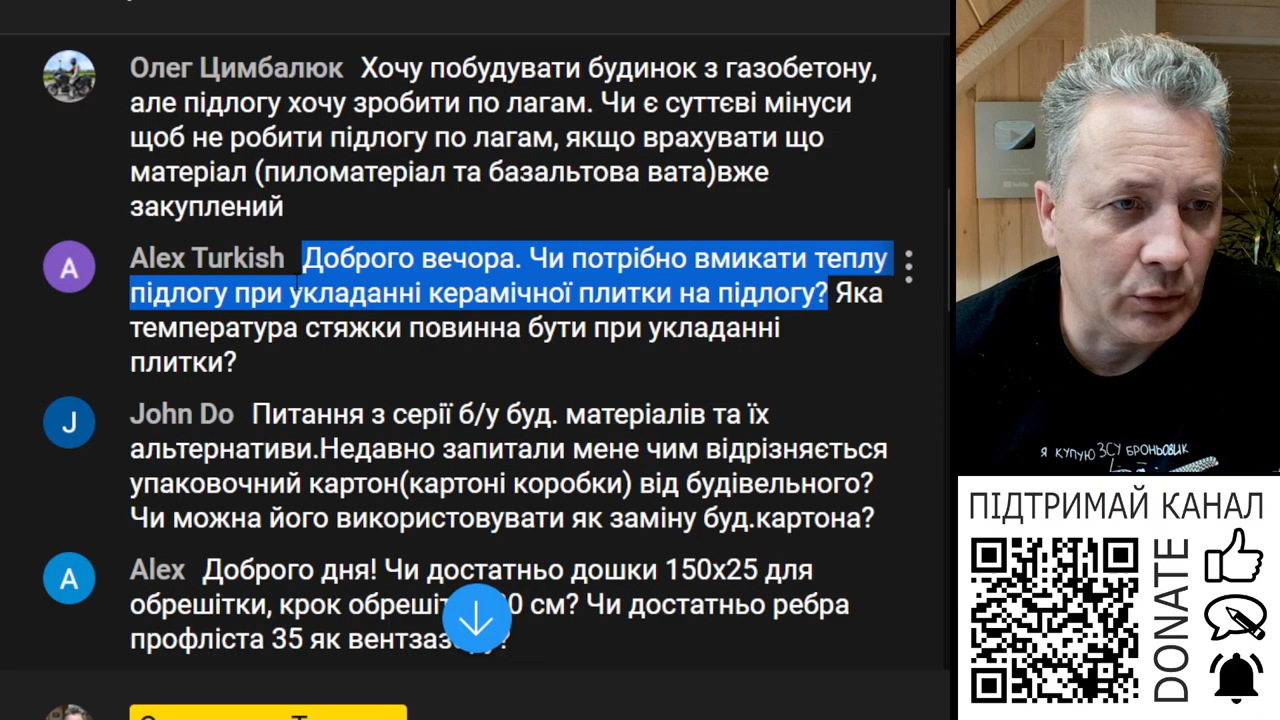 Олег Цимбалюк Хочу побудувати будинок з газобетону,
але підлогу хочу зробити по лагам. Чи є суттєві мінуси
щоб не робити підлогу по лагам, якщо врахувати що
матеріал (пиломатеріал та базальтова вата)вже
закуплений
A
Alex Turkish Доброго вечора. Чи потрібно вмикати теплу
підлогу при укладанні керамічної плитки на підлогу? Яка
температура стяжки повинна бути при укладанні
плитки?
J
John Do Питання з серії б/у буд. матеріалів та їх
альтернативи.Недавно запитали мене чим відрізняється
упаковочний картон(картоні коробки) від будівельного?
Чи можна його використовувати як заміну буд.картона?
A
Alex Доброго дня! Чи достатньо дошки 150х25 для
обрешітки, крок см? Чи достатньо ребра
профліста 35 як
Я КУПУЮ ЗСУ БРОНЬОВИК
ПІДТРИМАЙ КАНАЛ
DONATE